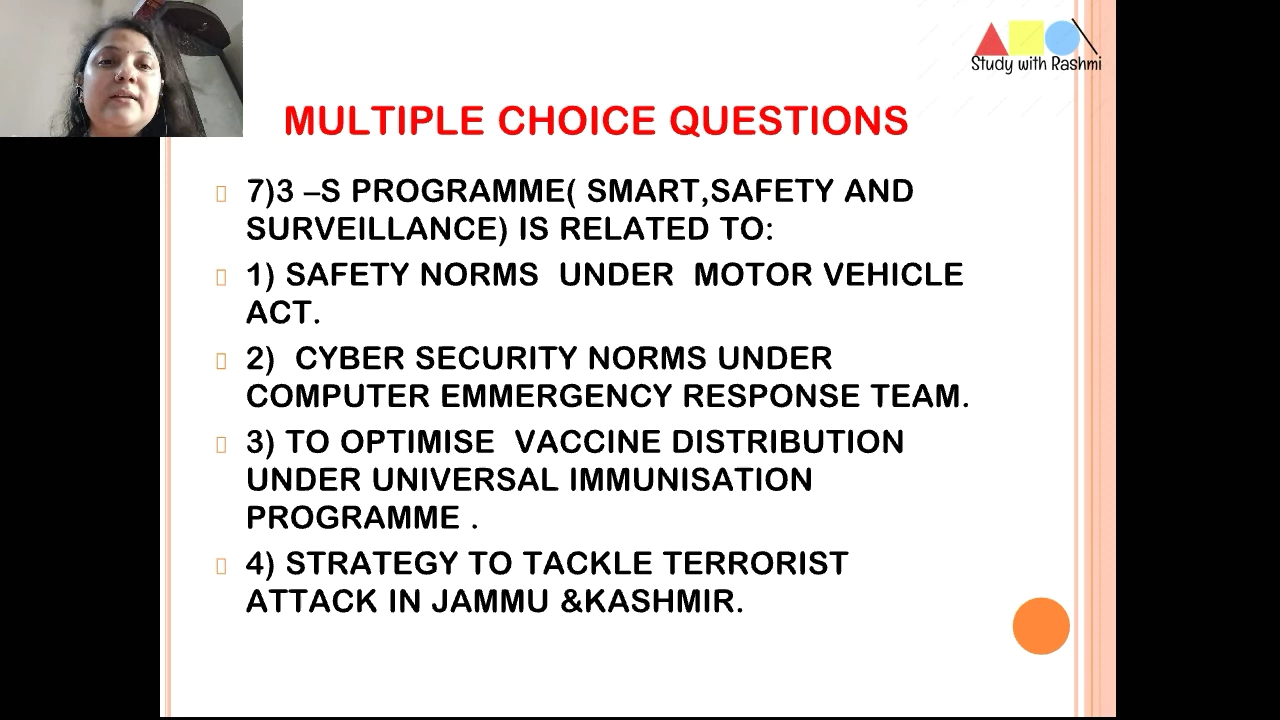 Study with Rashmi
MULTIPLE CHOICE QUESTIONS
7)3 –S PROGRAMME( SMART,SAFETY AND
SURVEILLANCE) IS RELATED TO:
1) SAFETY NORMS  UNDER  MOTOR VEHICLE
ACT.
2)  CYBER SECURITY NORMS UNDER
COMPUTER EMMERGENCY RESPONSE TEAM.
3) TO OPTIMISE  VACCINE DISTRIBUTION
UNDER UNIVERSAL IMMUNISATION
PROGRAMME .
4) STRATEGY TO TACKLE TERRORIST
ATTACK IN JAMMU &KASHMIR.